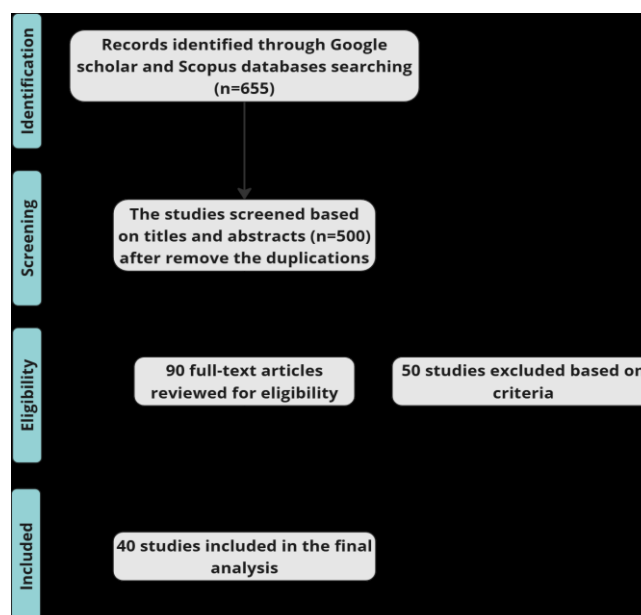 Identification
Records identified through Google
scholar and Scopus databases searching
(n=655)
Screening
The studies screened based
on titles and abstracts (n=500)
after remove the duplications
Eligibility
90 full-text articles
reviewed for eligibility
50 studies excluded based on
criteria
Included
40 studies included in the final
analysis